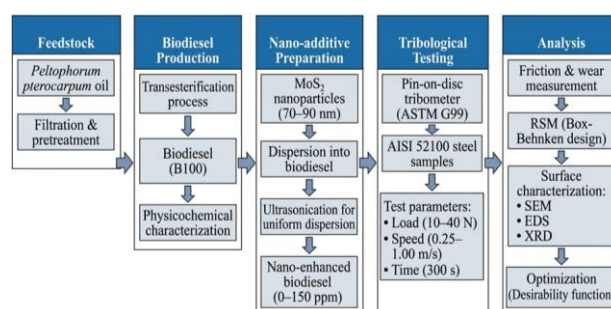 Feedstock
Peltophorum
pterocarpum oil
Filtration &
pretreatment
Biodiesel
Production
Transesterification
process
Biodiesel
(B100)
Physicochemical
characterization
Nano-additive
Preparation
MoS₂
nanoparticles
(70–90 nm)
Dispersion into
biodiesel
Ultrasonication for
uniform dispersion
Nano-enhanced
biodiesel
(0–150 ppm)
Tribological
Testing
Pin-on-disc
tribometer
(ASTM G99)
AISI 52100 steel
samples
Test parameters:
• Load (10–40 N)
• Speed (0.25–
1.00 m/s)
• Time (300 s)
Analysis
Friction & wear
measurement
RSM (Box-
Behnken design)
Surface
characterization:
• SEM
• EDS
• XRD
Optimization
(Desirability function)